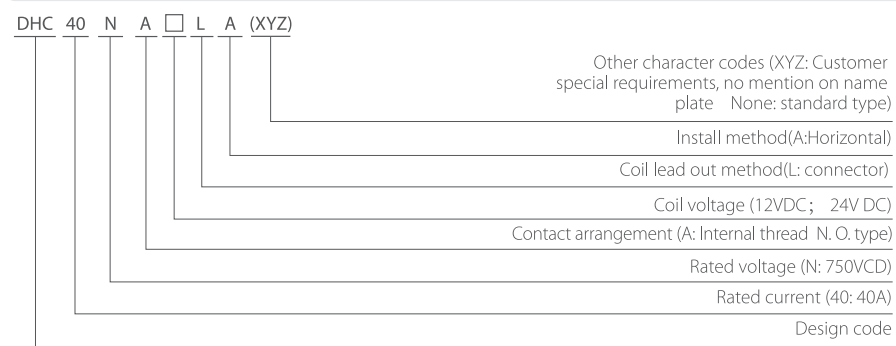 DHC 40 N A □ L A (XYZ)
Other character codes (XYZ: Customer
special requirements, no mention on name
plate None: standard type)
Install method(A:Horizontal)
Coil lead out method(L: connector)
Coil voltage (12VDC； 24V DC)
Contact arrangement (A: Internal thread N. O. type)
Rated voltage (N: 750VCD)
Rated current (40: 40A)
Design code